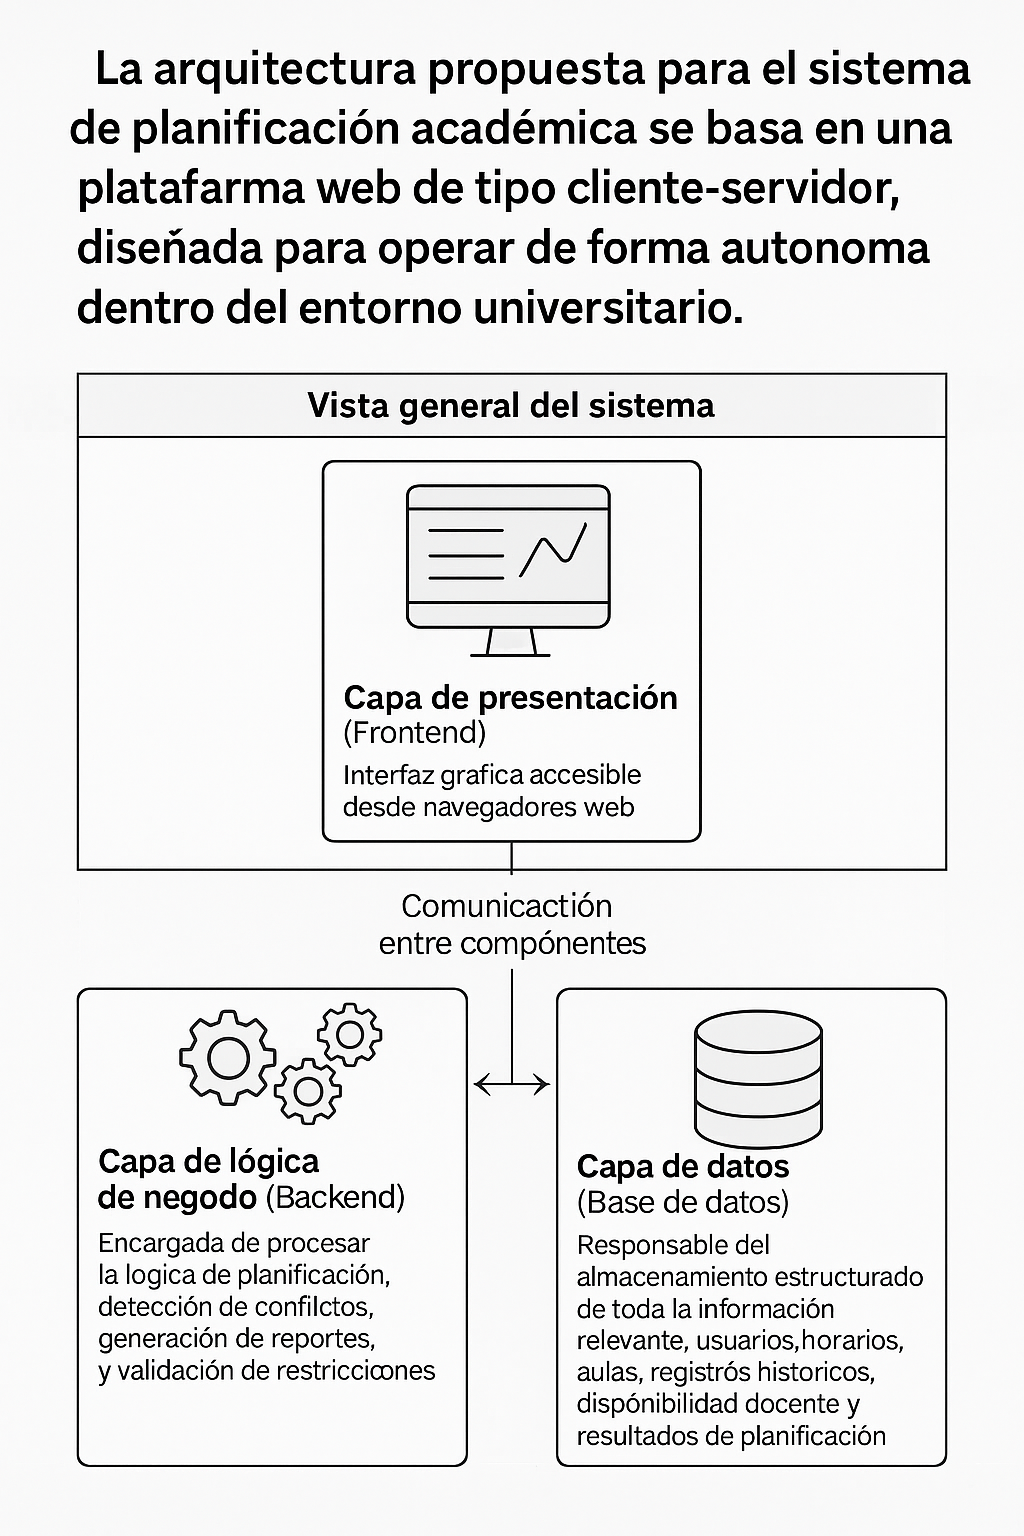 La arquitectura propuesta para el sistema
de planificación académica se basa en una
platafarma web de tipo cliente-servidor,
diseňada para operar de forma autonoma
dentro del entorno universitario.
Vista general del sistema
Capa de presentación
(Frontend)
Interfaz grafica accesible
desde navegadores web
Comunicactión
entre compónentes
Capa de lógica
de negodo (Backend)
Encargada de procesar
la logica de planificación,
detección de confilctos,
generación de reportes,
y validación de restricciones
Capa de datos
(Base de datos)
Responsable del
almacenamiento estructurado
de toda la información
relevante, usuarios,horarios,
aulas, registrós historicos,
dispónibilidad docente y
resultados de planificación